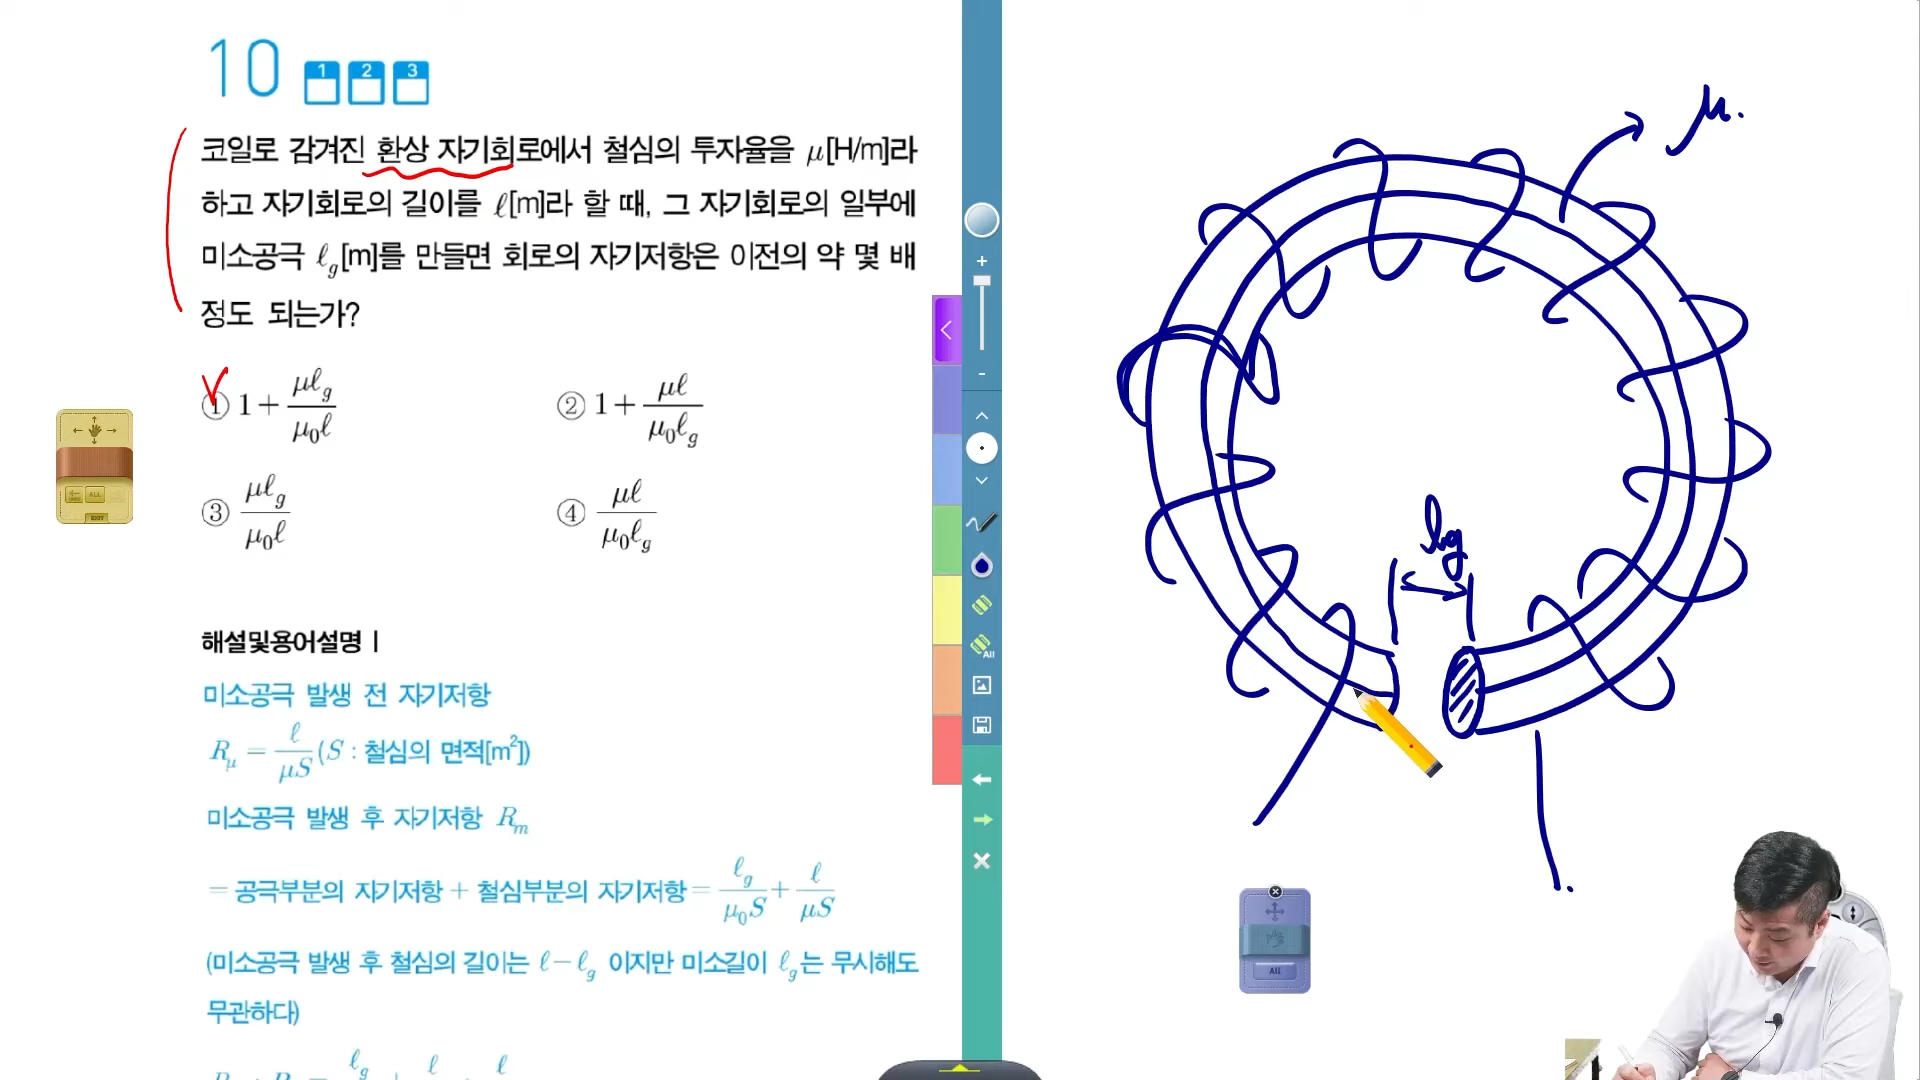 10 1 2 3
코일로 감겨진 환상 자기회로에서 철심의 투자율을 μ[H/m]라
하고 자기회로의 길이를 ℓ[m]라 할 때, 그 자기회로의 일부에
미소공극 ℓg[m]를 만들면 회로의 자기저항은 이전의 약 몇 배
정도 되는가?
① 1+ μℓg / μ0ℓ ② 1+ μℓ / μ0ℓg
③ μℓg / μ0ℓ ④ μℓ / μ0ℓg
해설및용어설명 |
미소공극 발생 전 자기저항
Rμ = ℓ / μS (S : 철심의 면적[m²])
미소공극 발생 후 자기저항 Rm
= 공극부분의 자기저항 + 철심부분의 자기저항 = ℓg / μ0S + ℓ / μS
(미소공극 발생 후 철심의 길이는 ℓ-ℓg 이지만 미소길이 ℓg는 무시해도
무관하다)
μ.
lg
+
-
All
ALL
EXIT
All